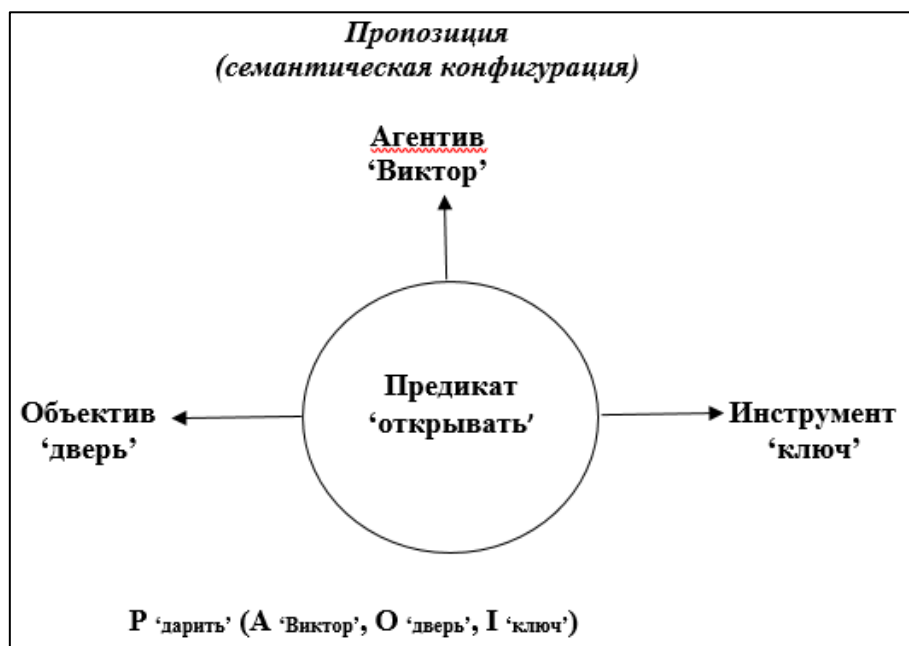 Пропозиция
(семантическая конфигурация)
Агентив
‘Виктор’
Предикат
‘открывать’
Объектив
‘дверь’
Инструмент
‘ключ’
P ‘дарить’ (A ‘Виктор’, O ‘дверь’, I ‘ключ’)